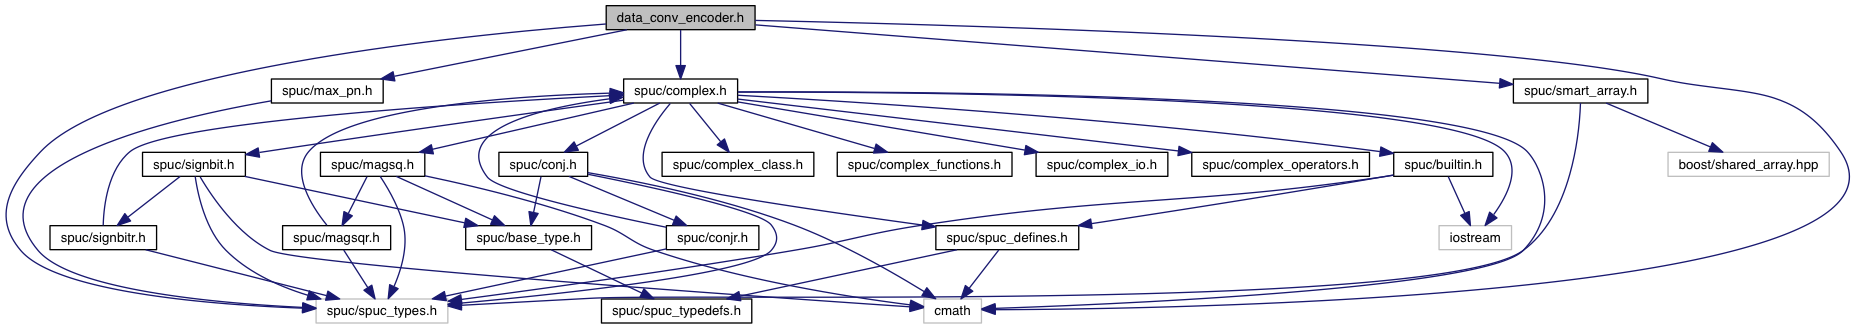 data_conv_encoder.h
spuc/max_pn.h
spuc/complex.h
spuc/smart_array.h
spuc/signbit.h
spuc/magsq.h
spuc/conj.h
spuc/complex_class.h
spuc/complex_functions.h
spuc/complex_io.h
spuc/complex_operators.h
spuc/builtin.h
boost/shared_array.hpp
spuc/signbitr.h
spuc/magsqr.h
spuc/base_type.h
spuc/conjr.h
spuc/spuc_defines.h
iostream
spuc/spuc_types.h
spuc/spuc_typedefs.h
cmath